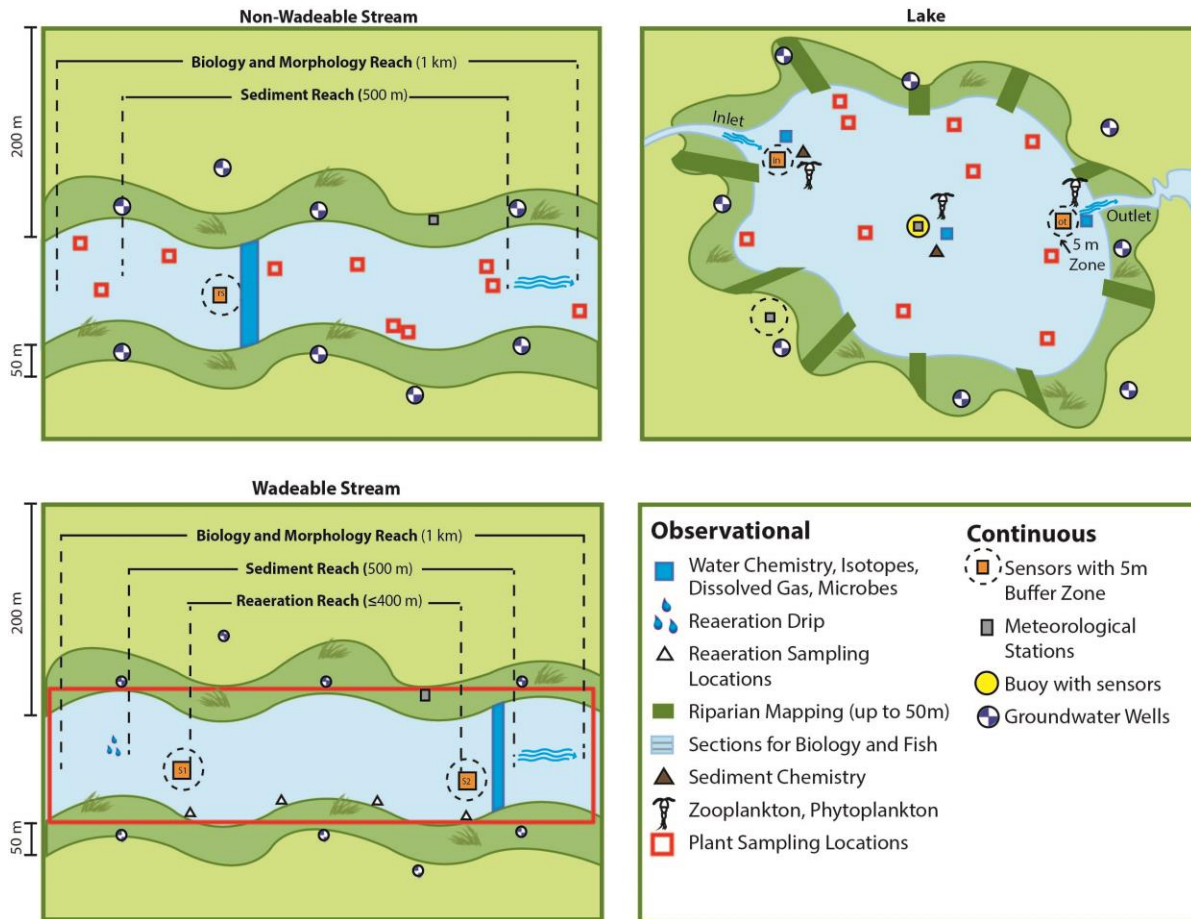 Non-Wadeable Stream
Biology and Morphology Reach (1 km)
Sediment Reach (500 m)
200 m
50 m
FS
Lake
Inlet
in
Outlet
ot
5 m
Zone
Wadeable Stream
Biology and Morphology Reach (1 km)
Sediment Reach (500 m)
Reaeration Reach (≤400 m)
200 m
50 m
S1
S2
Observational
Water Chemistry, Isotopes,
Dissolved Gas, Microbes
Reaeration Drip
Reaeration Sampling
Locations
Riparian Mapping (up to 50m)
Sections for Biology and Fish
Sediment Chemistry
Zooplankton, Phytoplankton
Plant Sampling Locations
Continuous
Sensors with 5m
Buffer Zone
Meteorological
Stations
Buoy with sensors
Groundwater Wells